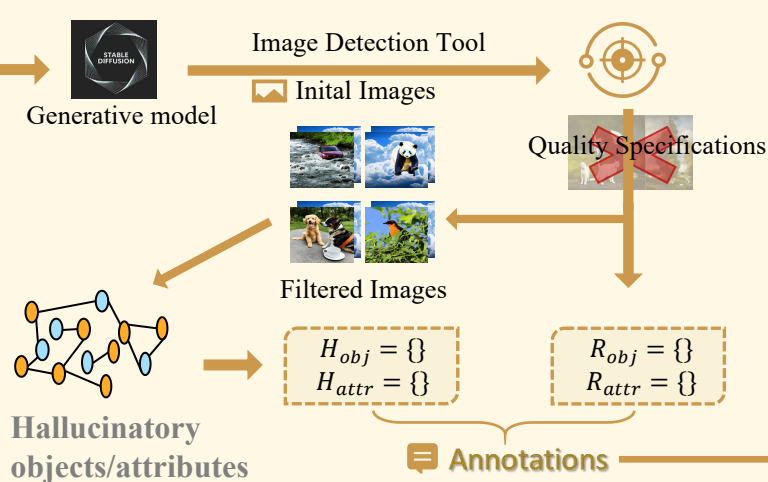 STABLE
DIFFUSION
Generative model
Image Detection Tool
Inital Images
Quality Specifications
Filtered Images
Hallucinatory
objects/attributes
H_obj = {}
H_attr = {}
R_obj = {}
R_attr = {}
Annotations